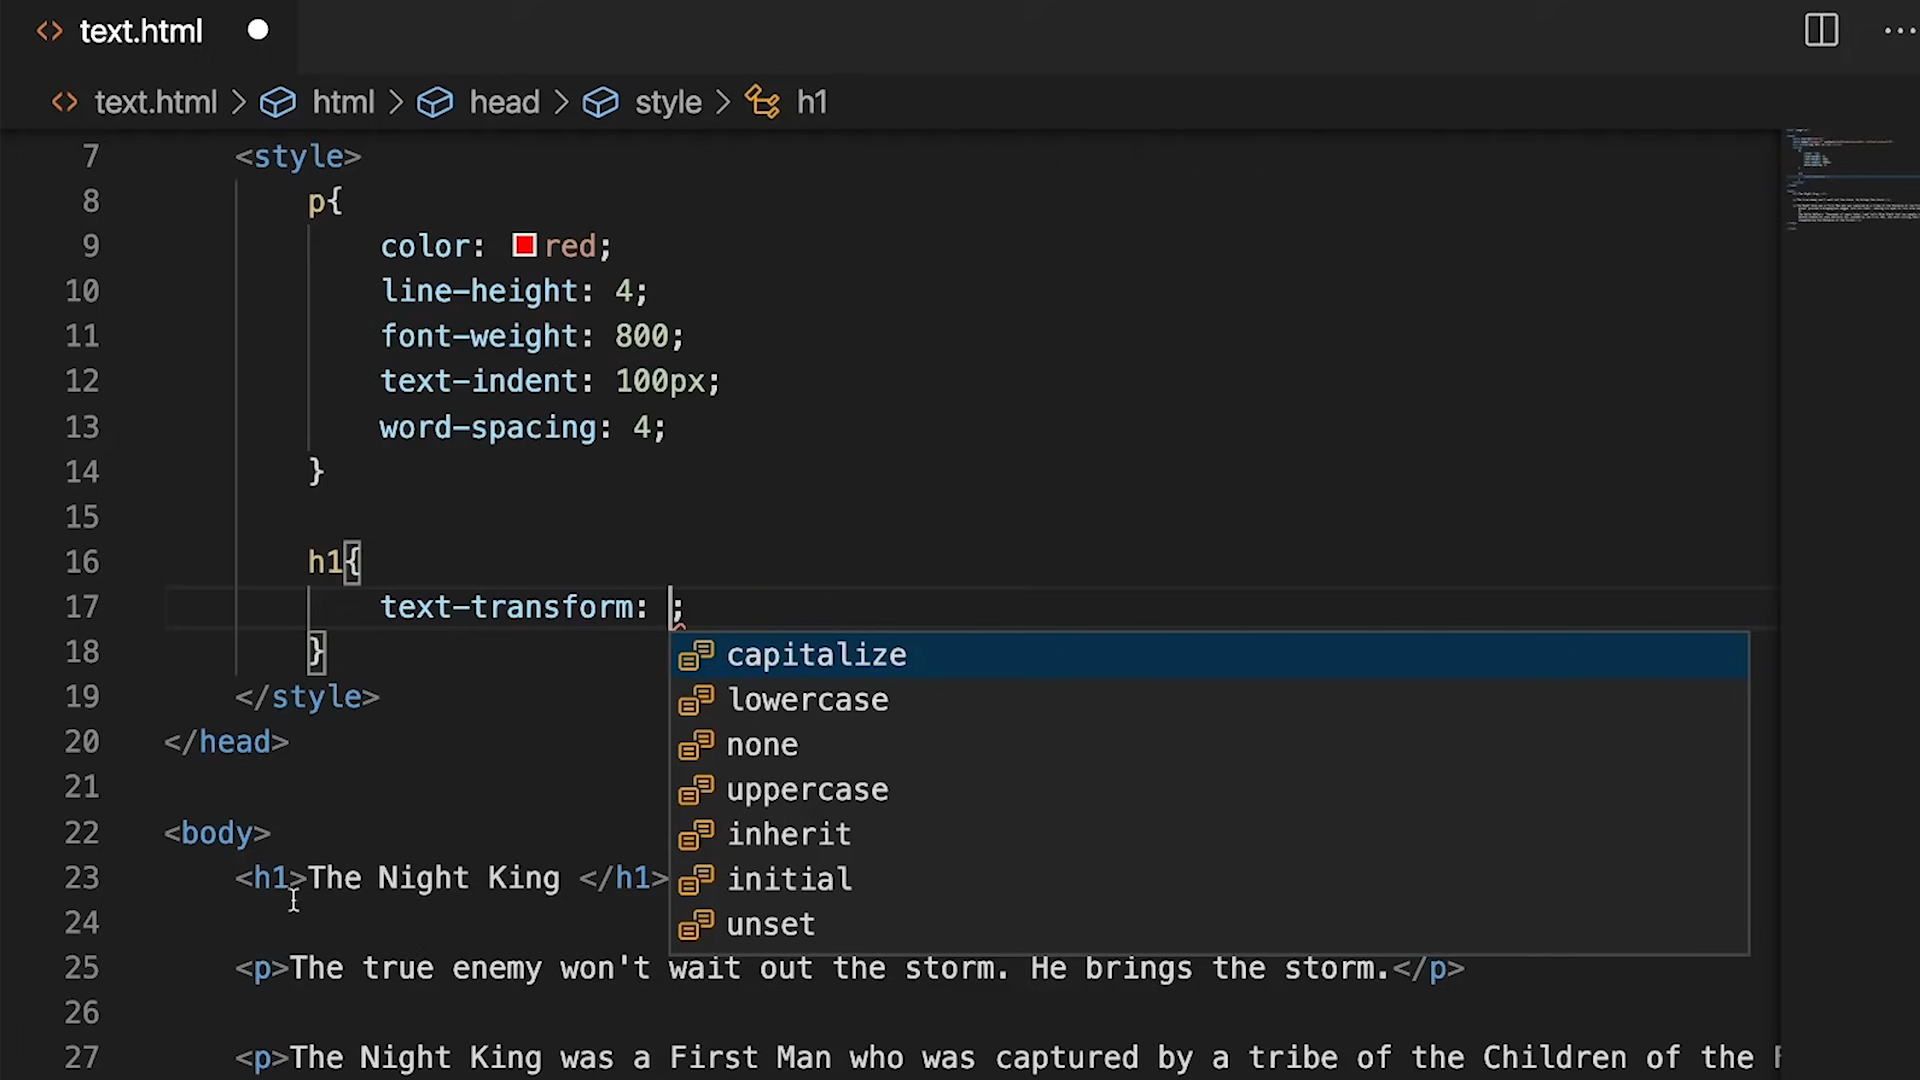 text.html
text.html > html > head > style > h1
7 <style>
8 p{
9 color: red;
10 line-height: 4;
11 font-weight: 800;
12 text-indent: 100px;
13 word-spacing: 4;
14 }
15
16 h1{
17 text-transform: ;
18 }
capitalize
19 </style>
lowercase
20 </head>
none
21
uppercase
22 <body>
inherit
23 <h1>The Night King </h1>
initial
24
unset
25 <p>The true enemy won't wait out the storm. He brings the storm.</p>
26
27 <p>The Night King was a First Man who was captured by a tribe of the Children of the